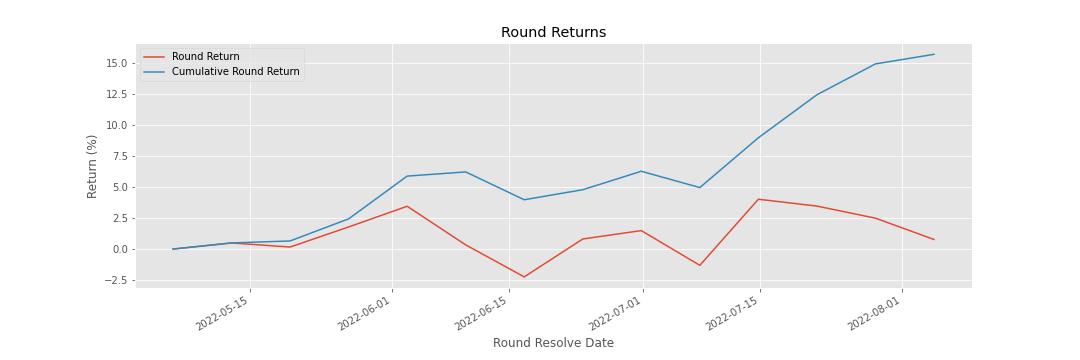 Round Returns
Round Return
Cumulative Round Return
Return (%)
15.0
12.5
10.0
7.5
5.0
2.5
0.0
−2.5
2022-05-15
2022-06-01
2022-06-15
2022-07-01
2022-07-15
2022-08-01
Round Resolve Date